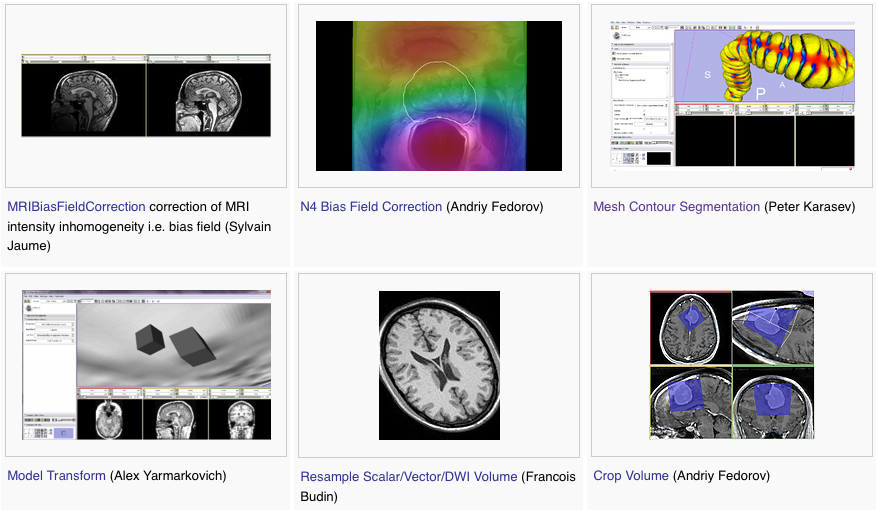 S
A
P
MRIBiasFieldCorrection correction of MRI
intensity inhomogeneity i.e. bias field (Sylvain
Jaume)
N4 Bias Field Correction (Andriy Fedorov)
Mesh Contour Segmentation (Peter Karasev)
Model Transform (Alex Yarmarkovich)
Resample Scalar/Vector/DWI Volume (Francois
Budin)
Crop Volume (Andriy Fedorov)